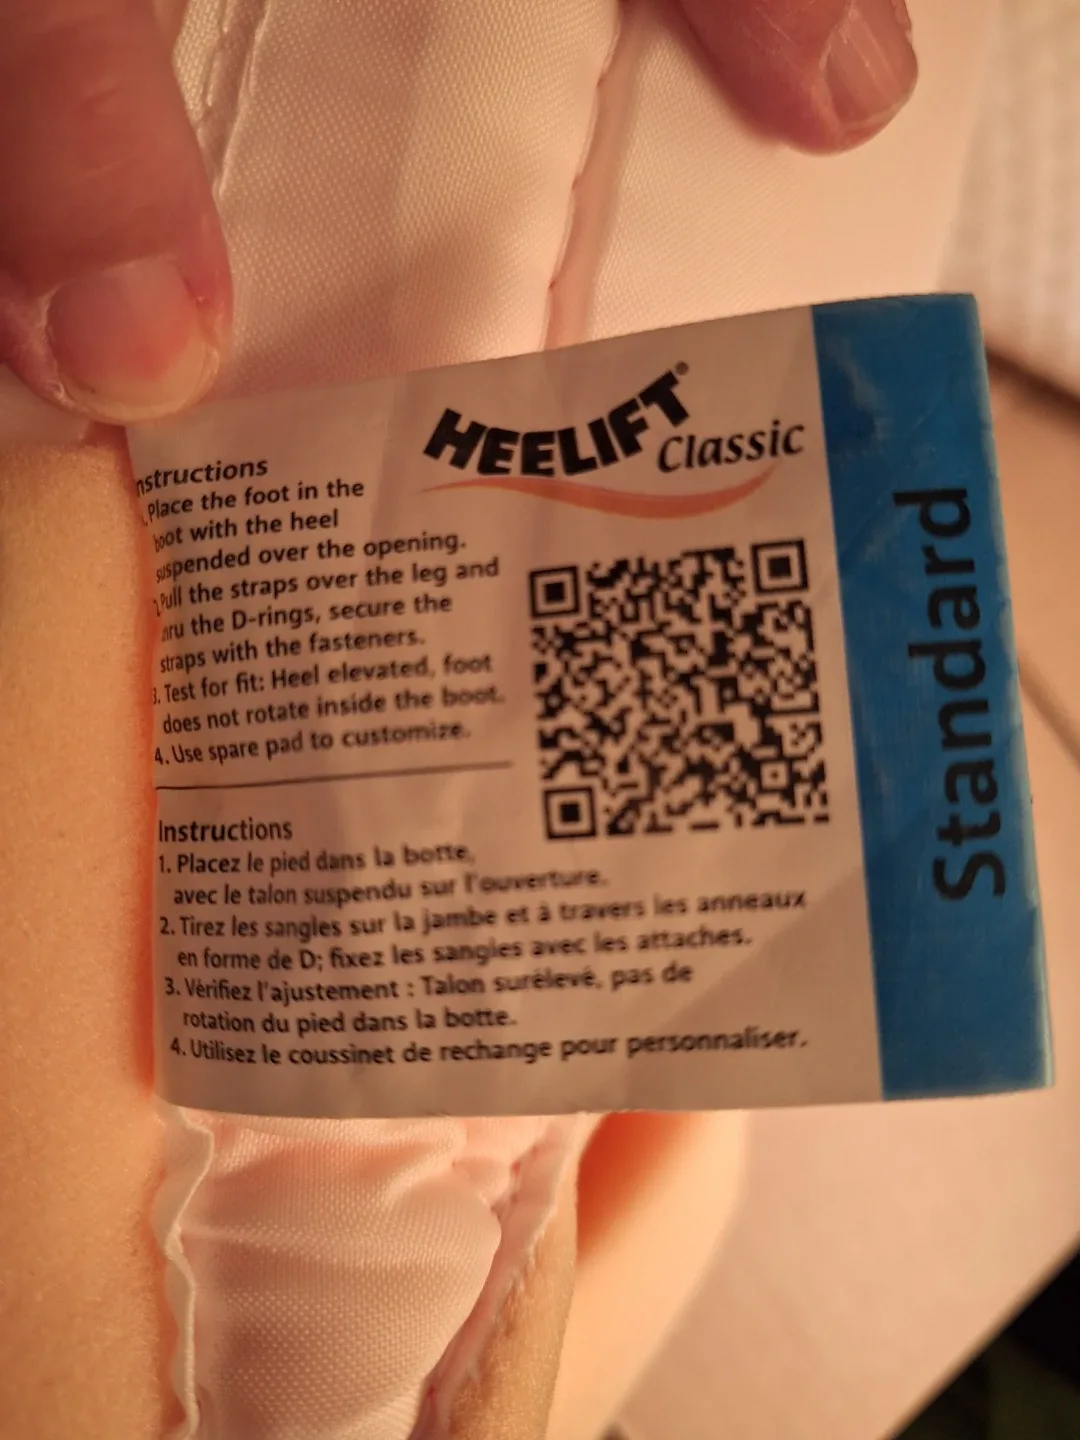 HEELIFT®
Classic
nstructions
Place the foot in the
boot with the heel
suspended over the opening.
2. Pull the straps over the leg and
hru the D-rings, secure the
straps with the fasteners.
3. Test for fit: Heel elevated, foot
does not rotate inside the boot.
4. Use spare pad to customize.
Instructions
1. Placez le pied dans la botte,
avec le talon suspendu sur l'ouverture.
2. Tirez les sangles sur la jambe et à travers les anneaux
en forme de D; fixez les sangles avec les attaches.
3. Vérifiez l'ajustement : Talon surélevé, pas de
rotation du pied dans la botte.
4. Utilisez le coussinet de rechange pour personnaliser.
Standard